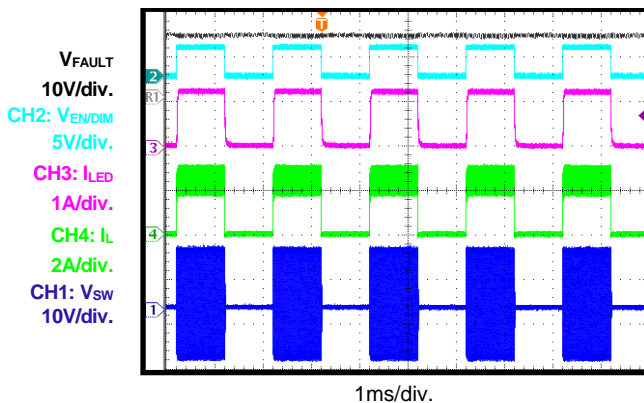 T
VFAULT
10V/div.
2
R1
CH2: VEN/DIM
5V/div.
3
CH3: ILED
1A/div.
CH4: IL
4
2A/div.
CH1: VSW
1
10V/div.
1ms/div.